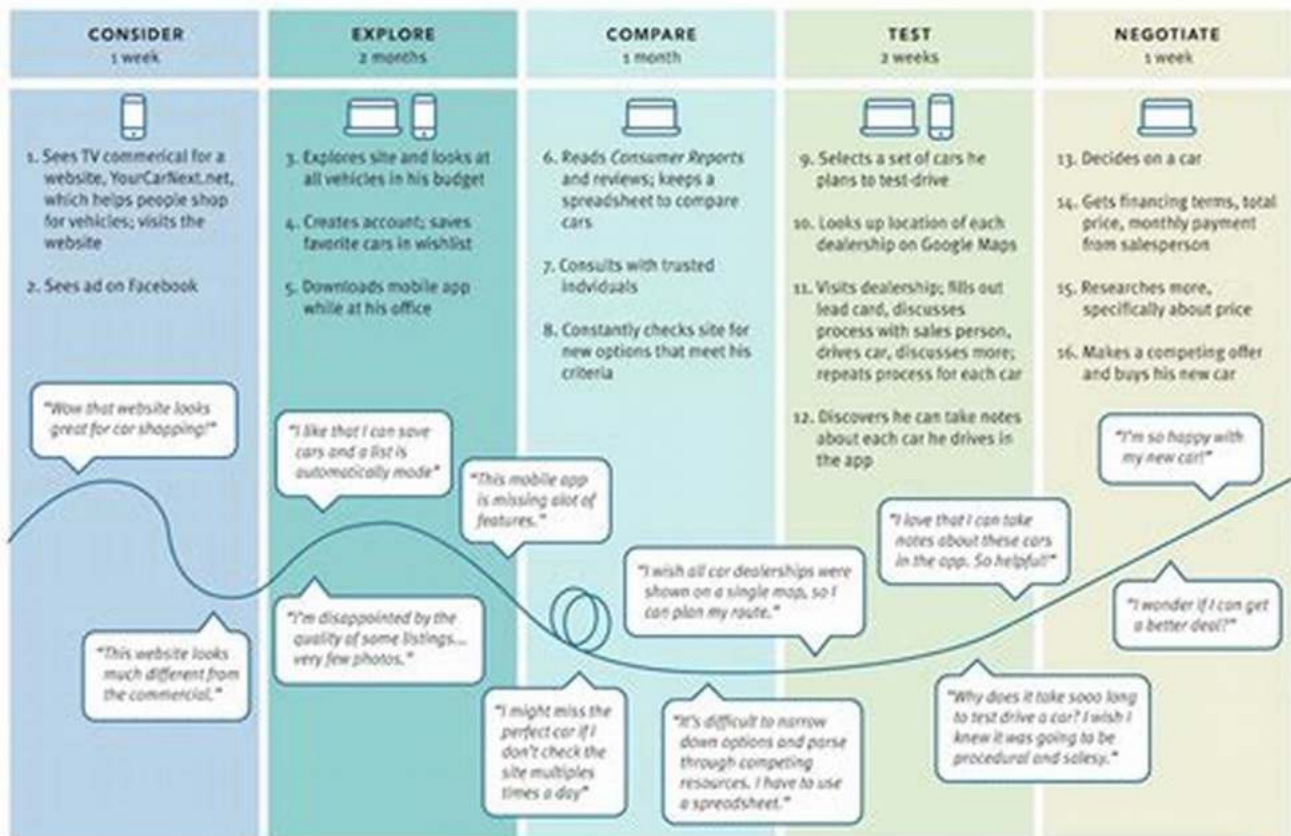 CONSIDER
1 week
EXPLORE
2 months
COMPARE
1 month
TEST
2 weeks
NEGOTIATE
1 week
1. Sees TV commerical for a
website, YourCarNext.net,
which helps people shop
for vehicles; visits the
website
2. Sees ad on Facebook
3. Explores site and looks at
all vehicles in his budget
4. Creates account; saves
favorite cars in wishlist
5. Downloads mobile app
while at his office
6. Reads Consumer Reports
and reviews; keeps a
spreadsheet to compare
cars
7. Consults with trusted
indviduals
8. Constantly checks site for
new options that meet his
criteria
9. Selects a set of cars he
plans to test-drive
10. Looks up location of each
dealership on Google Maps
11. Visits dealership; fills out
lead card, discusses
process with sales person,
drives car, discusses more;
repeats process for each car
12. Discovers he can take notes
about each car he drives in
the app
13. Decides on a car
14. Gets financing terms, total
price, monthly payment
from salesperson
15. Researches more,
specifically about price
16. Makes a competing offer
and buys his new car
"Wow that website looks
great for car shopping!"
"This website looks
much different from
the commercial."
"I like that I can save
cars and a list is
automatically made"
"I'm disappointed by the
quality of some listings...
very few photos."
"This mobile app
is missing alot of
features."
"I might miss the
perfect car if I
don't check the
site multiples
times a day"
"It's difficult to narrow
down options and parse
through competing
resources. I have to use
a spreadsheet."
"I wish all car dealerships were
shown on a single map, so I
can plan my route."
"I love that I can take
notes about these cars
in the app. So helpful!"
"Why does it take sooo long
to test drive a car? I wish I
knew it was going to be
procedural and salesy."
"I'm so happy with
my new car!"
"I wonder if I can get
a better deal?"